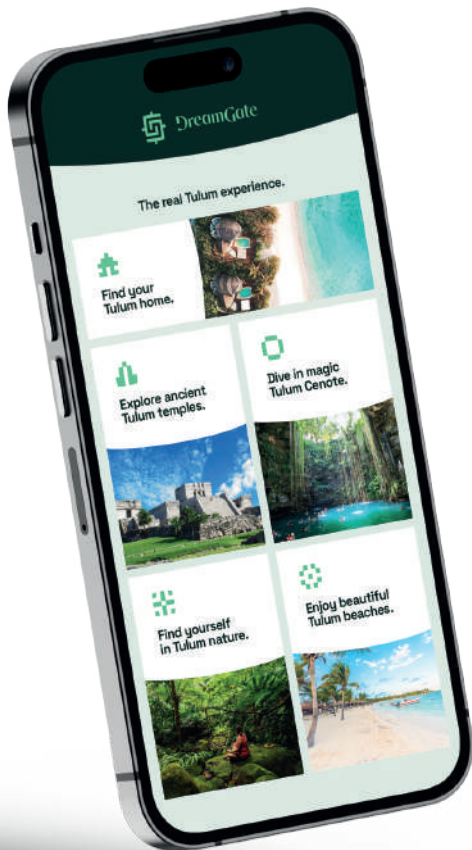 DreamGate
The real Tulum experience.
Find your
Tulum home.
Explore ancient
Tulum temples.
Dive in magic
Tulum Cenote.
Find yourself
in Tulum nature.
Enjoy beautiful
Tulum beaches.